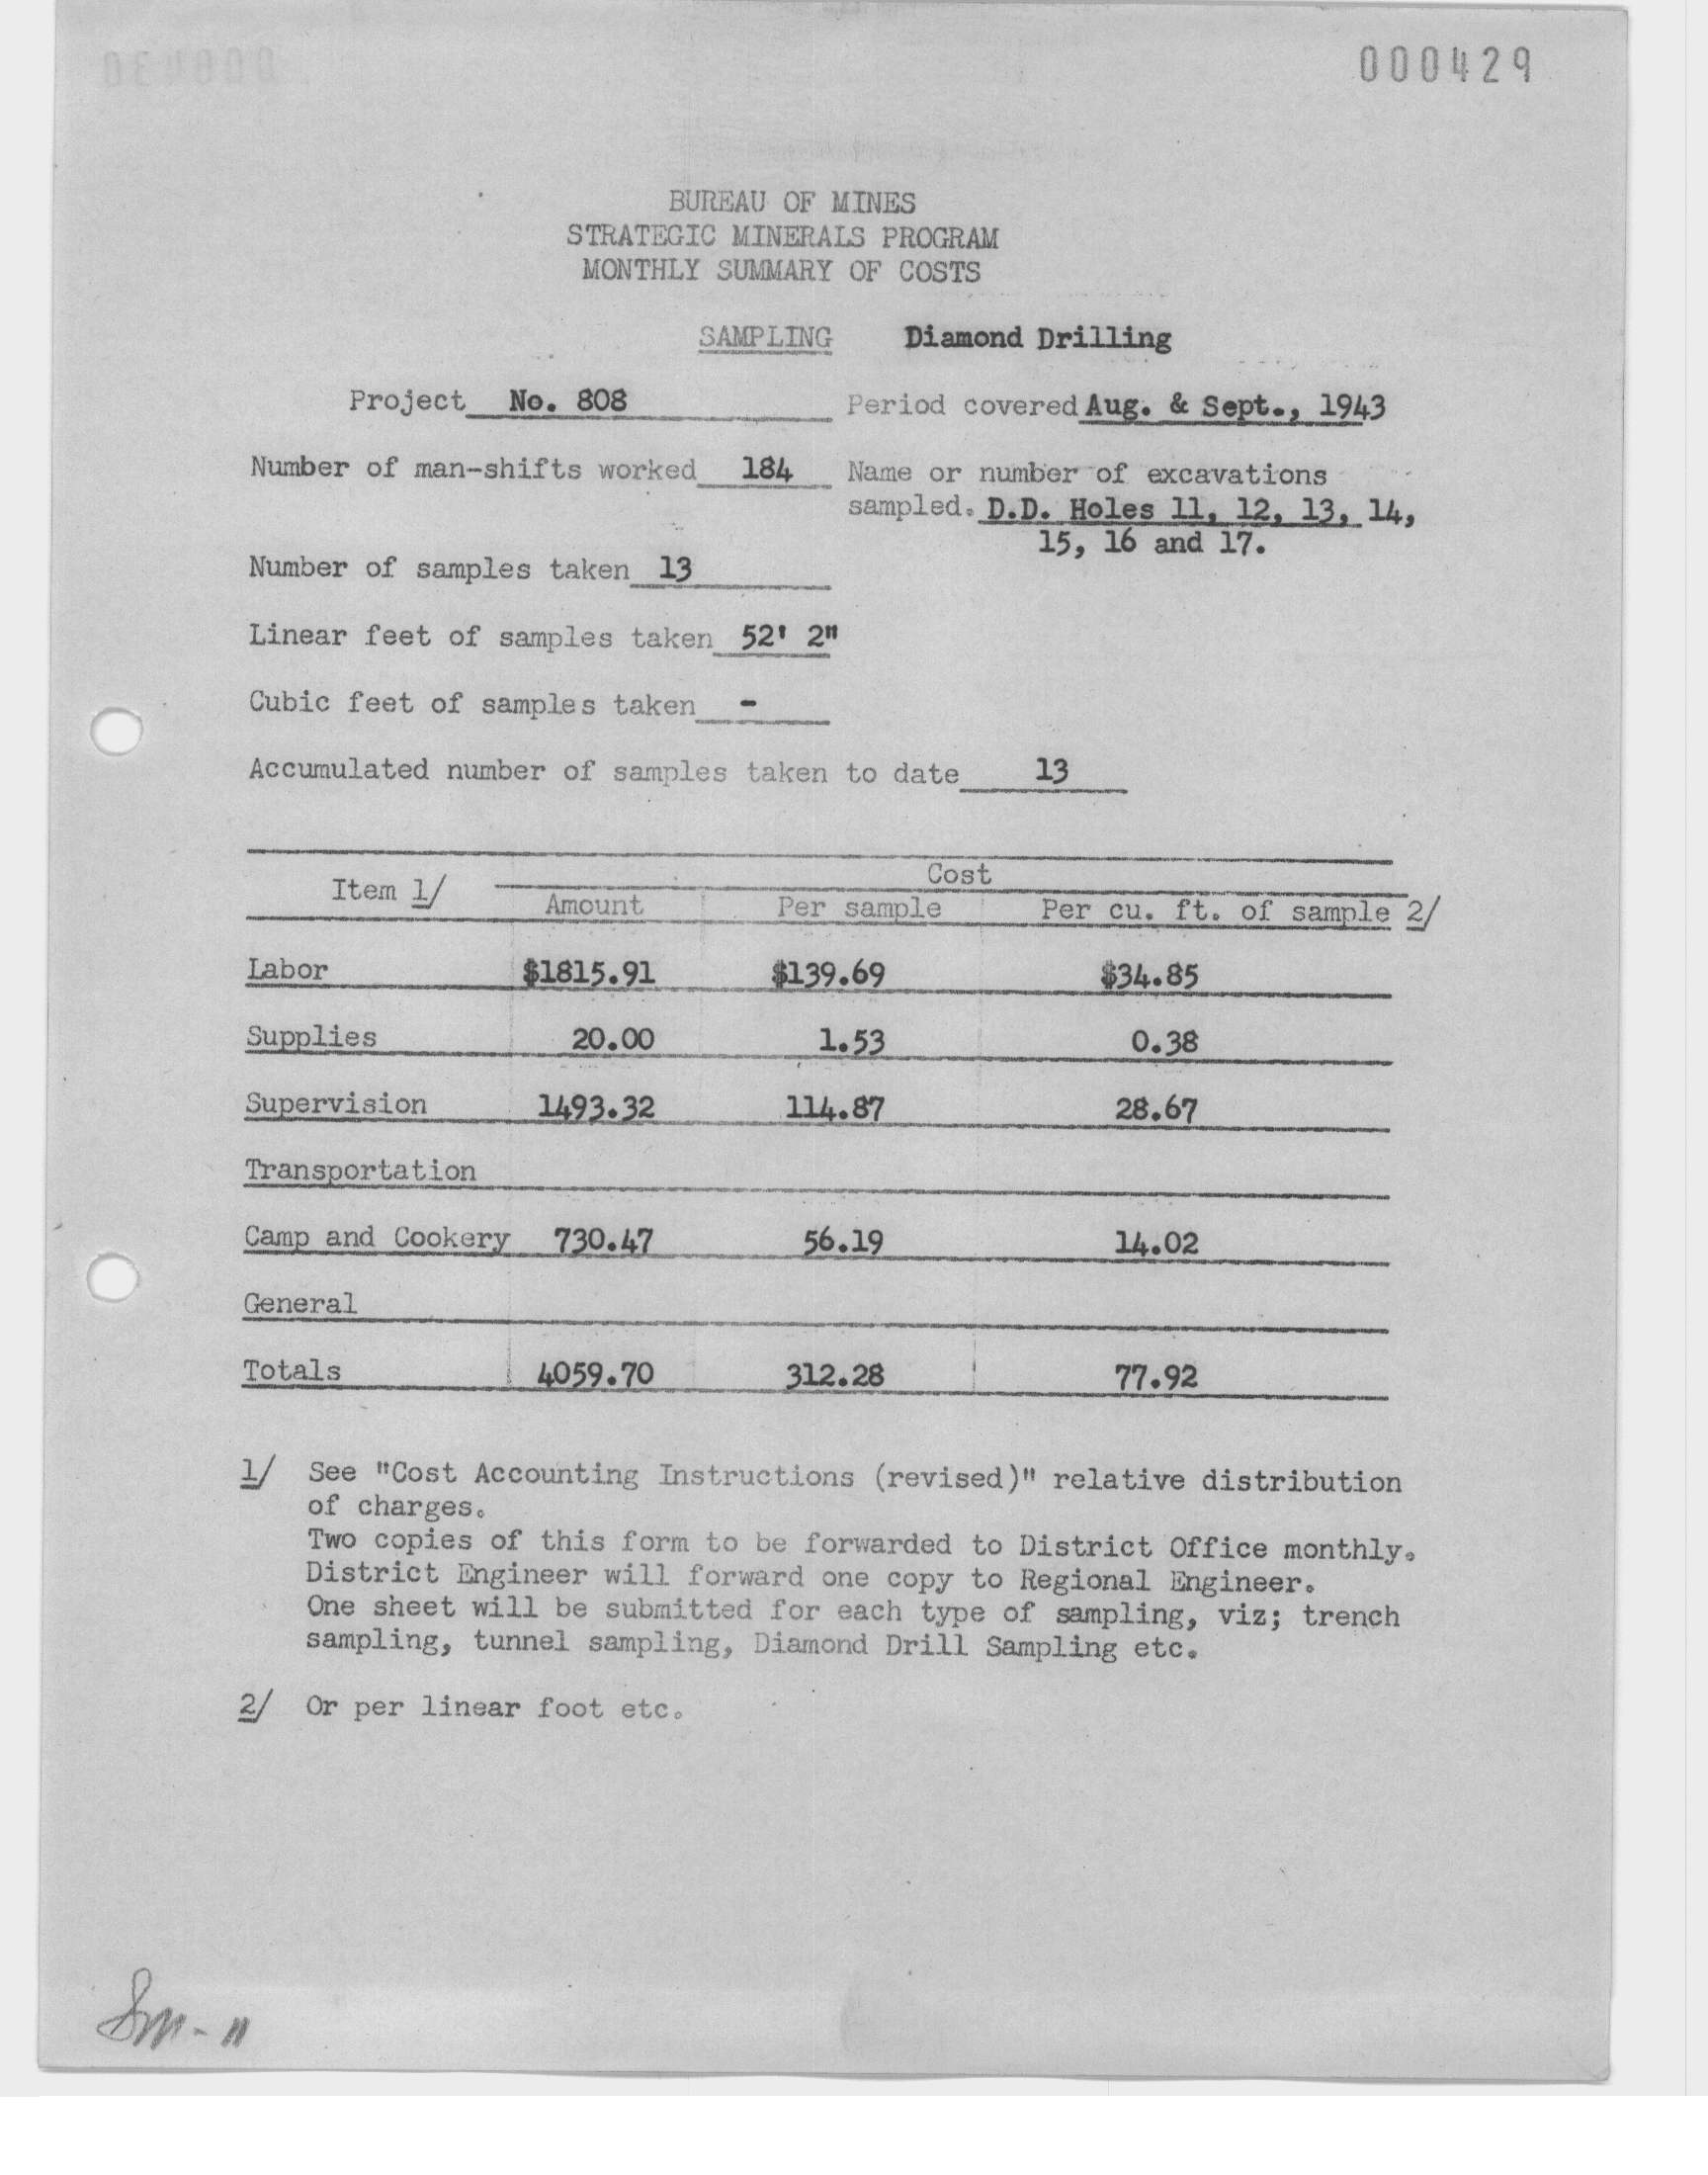 000429
BUREAU OF MINES
STRATEGIC MINERALS PROGRAM
MONTHLY SUMMARY OF COSTS
SAMPLING Diamond Drilling
Project No. 808 Period covered Aug. & Sept., 1943
Number of man-shifts worked 184 Name or number of excavations
sampled. D.D. Holes 11, 12, 13, 14,
15, 16 and 17.
Number of samples taken 13
Linear feet of samples taken 52' 2"
Cubic feet of samples taken -
Accumulated number of samples taken to date 13
Cost
Item 1/ Amount Per sample Per cu. ft. of sample 2/
Labor $1815.91 $139.69 $34.85
Supplies 20.00 1.53 0.38
Supervision 1493.32 114.87 28.67
Transportation
Camp and Cookery 730.47 56.19 14.02
General
Totals 4059.70 312.28 77.92
1/ See "Cost Accounting Instructions (revised)" relative distribution
of charges.
Two copies of this form to be forwarded to District Office monthly.
District Engineer will forward one copy to Regional Engineer.
One sheet will be submitted for each type of sampling, viz; trench
sampling, tunnel sampling, Diamond Drill Sampling etc.
2/ Or per linear foot etc.
Sm-11